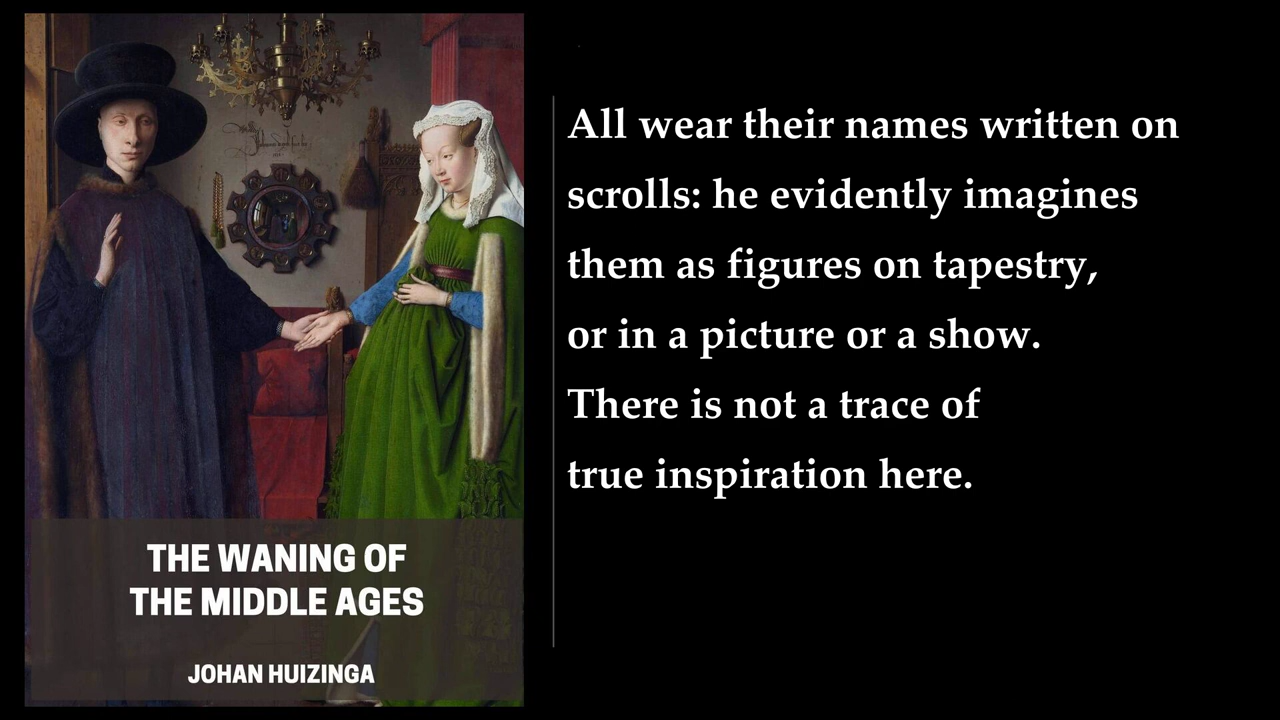 THE WANING OF
THE MIDDLE AGES
JOHAN HUIZINGA
All wear their names written on
scrolls: he evidently imagines
them as figures on tapestry,
or in a picture or a show.
There is not a trace of
true inspiration here.